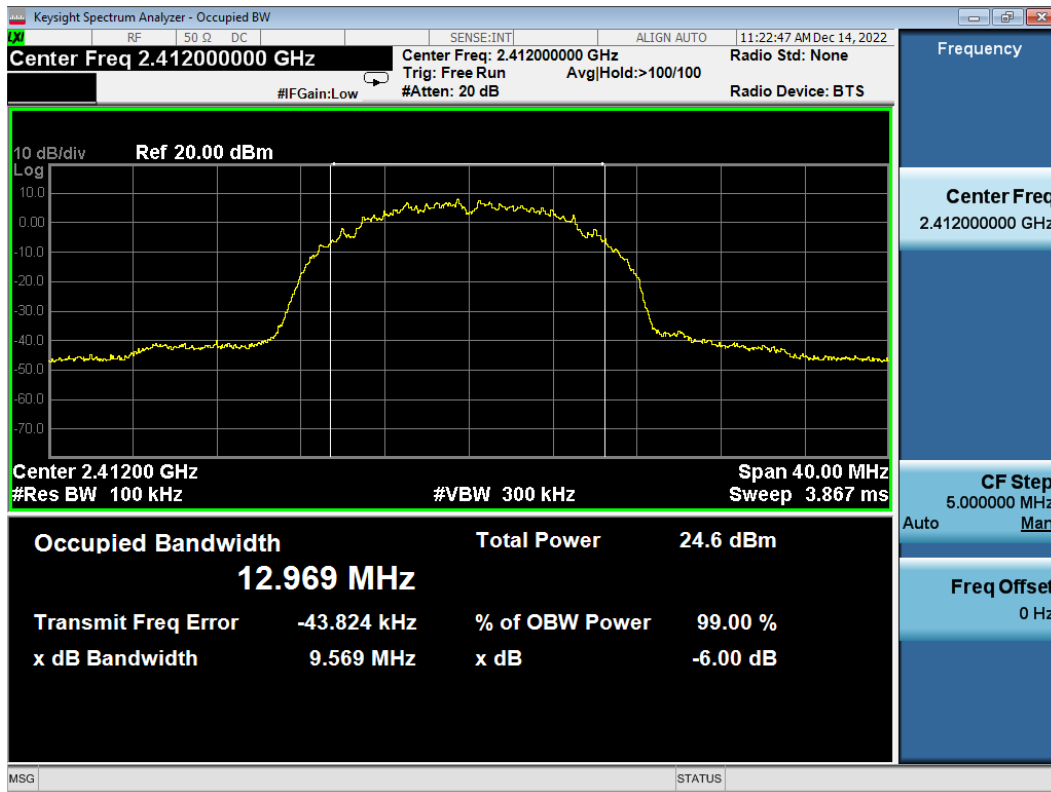 Keysight Spectrum Analyzer - Occupied BW
LXI RF 50 Ω DC SENSE:INT ALIGN AUTO 11:22:47 AM Dec 14, 2022
Center Freq 2.412000000 GHz
Center Freq: 2.412000000 GHz
Radio Std: None
Trig: Free Run Avg|Hold:>100/100
#IFGain:Low
#Atten: 20 dB
Radio Device: BTS
10 dB/div Ref 20.00 dBm
Log
10.0
0.00
-10.0
-20.0
-30.0
-40.0
-50.0
-60.0
-70.0
Center 2.41200 GHz Span 40.00 MHz
#Res BW 100 kHz #VBW 300 kHz Sweep 3.867 ms
Occupied Bandwidth Total Power 24.6 dBm
12.969 MHz
Transmit Freq Error -43.824 kHz % of OBW Power 99.00 %
x dB Bandwidth 9.569 MHz x dB -6.00 dB
MSG STATUS
Frequency
Center Freq
2.412000000 GHz
CF Step
5.000000 MHz
Auto Man
Freq Offset
0 Hz